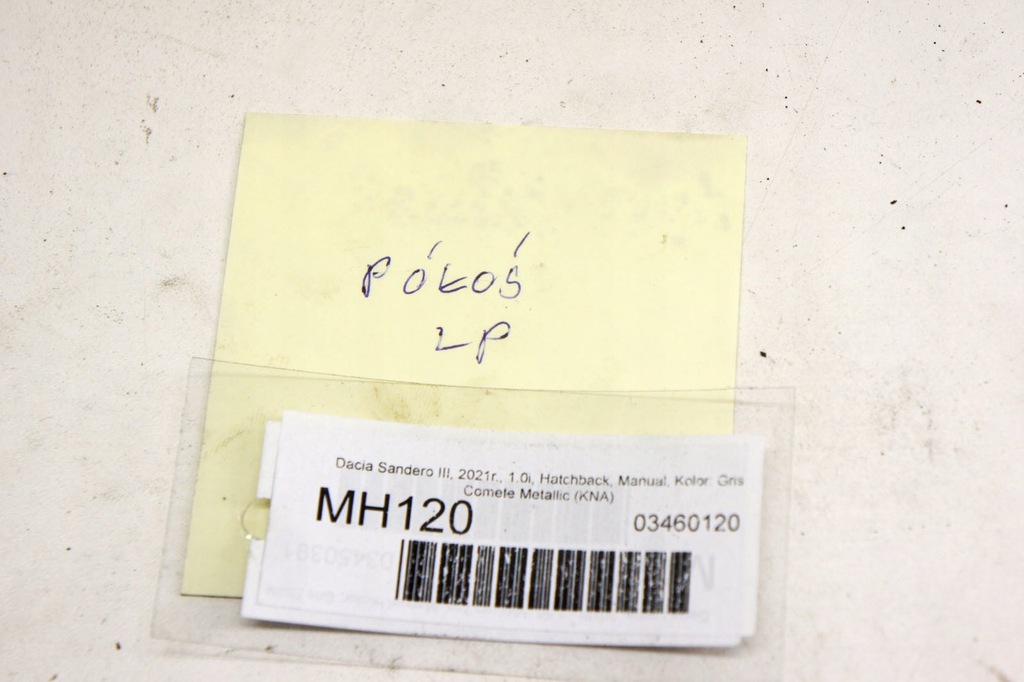 PÓŁOŚ
LP
Dacia Sandero III, 2021r., 1.0i, Hatchback, Manual, Kolor: Gris
Comete Metallic (KNA)
MH120
03460120